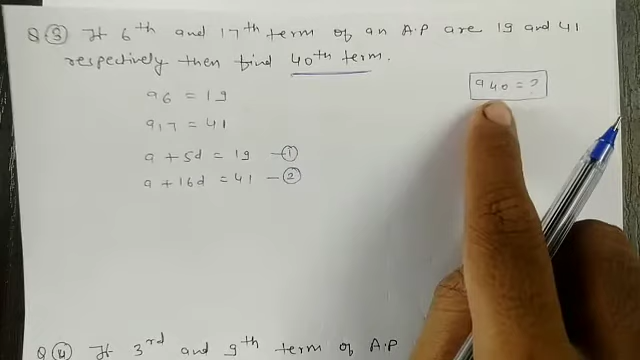 Q ③ If 6th and 17th term of an A.P are 19 and 41
respectively then find 40th term.
a40 = ?
a6 = 19
a17 = 41
a + 5d = 19 — ①
a + 16d = 41 — ②
Q ④ If 3rd and 9th term of A.P